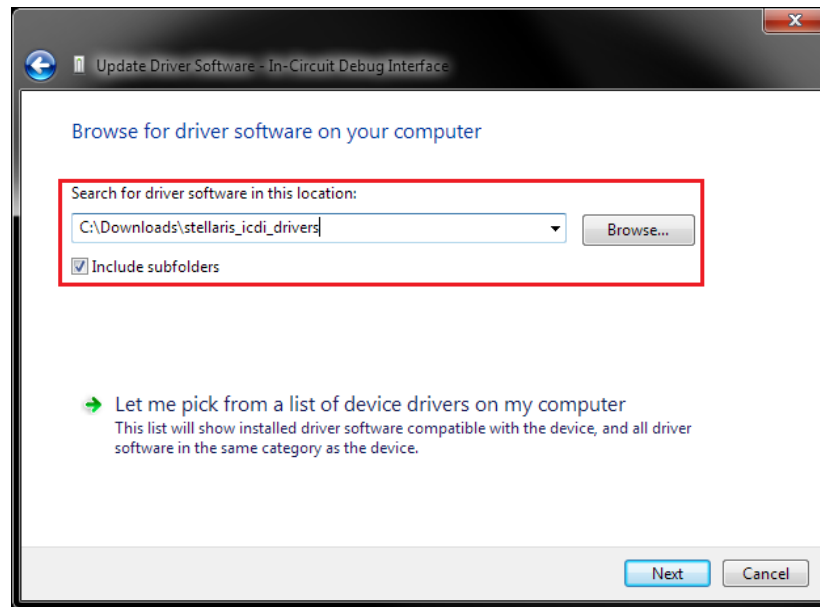 Update Driver Software - In-Circuit Debug Interface
Browse for driver software on your computer
Search for driver software in this location:
C:\Downloads\stellaris_icdi_drivers
Browse...
Include subfolders
Let me pick from a list of device drivers on my computer
This list will show installed driver software compatible with the device, and all driver
software in the same category as the device.
Next
Cancel